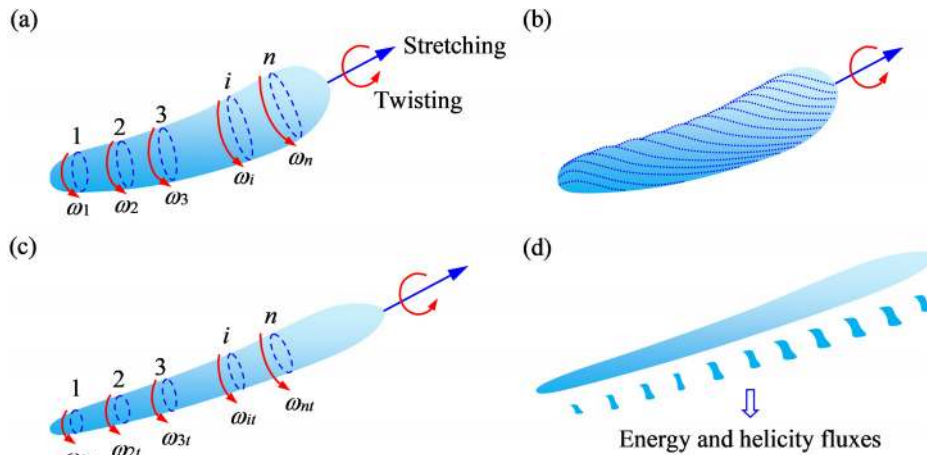 (a)
1
2
3
i
n
Stretching
Twisting
ω1
ω2
ω3
ωi
ωn
(b)
(c)
1
2
3
i
n
ω2t
ω3t
ωit
ωnt
(d)
Energy and helicity fluxes